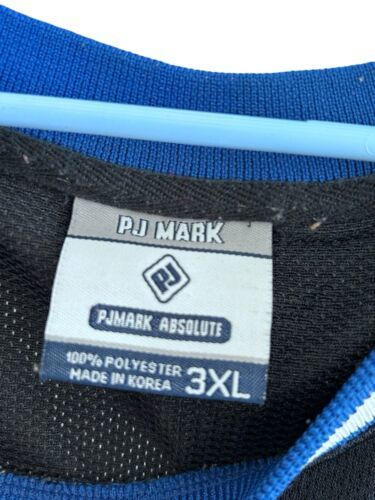 PJ MARK
PJ
PJMARK ABSOLUTE
100% POLYESTER
MADE IN KOREA 3XL